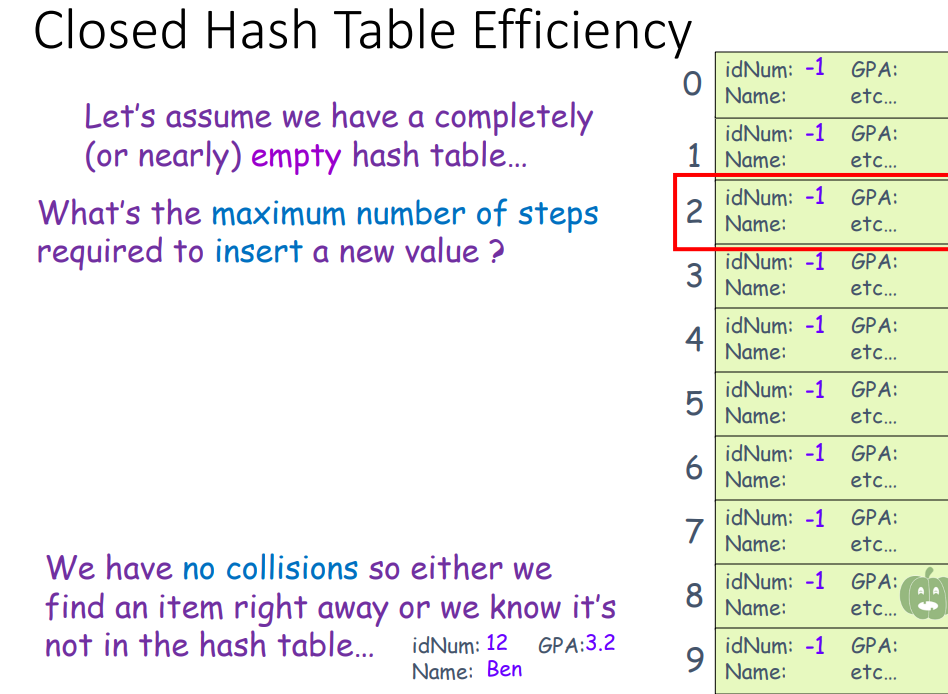 Closed Hash Table Efficiency
Let's assume we have a completely
(or nearly) empty hash table…
What's the maximum number of steps
required to insert a new value ?
We have no collisions so either we
find an item right away or we know it's
not in the hash table…
idNum: 12 GPA:3.2
Name: Ben
0
idNum: -1 GPA:
Name: etc…
1
idNum: -1 GPA:
Name: etc…
2
idNum: -1 GPA:
Name: etc…
3
idNum: -1 GPA:
Name: etc…
4
idNum: -1 GPA:
Name: etc…
5
idNum: -1 GPA:
Name: etc…
6
idNum: -1 GPA:
Name: etc…
7
idNum: -1 GPA:
Name: etc…
8
idNum: -1 GPA:
Name: etc…
9
idNum: -1 GPA:
Name: etc…